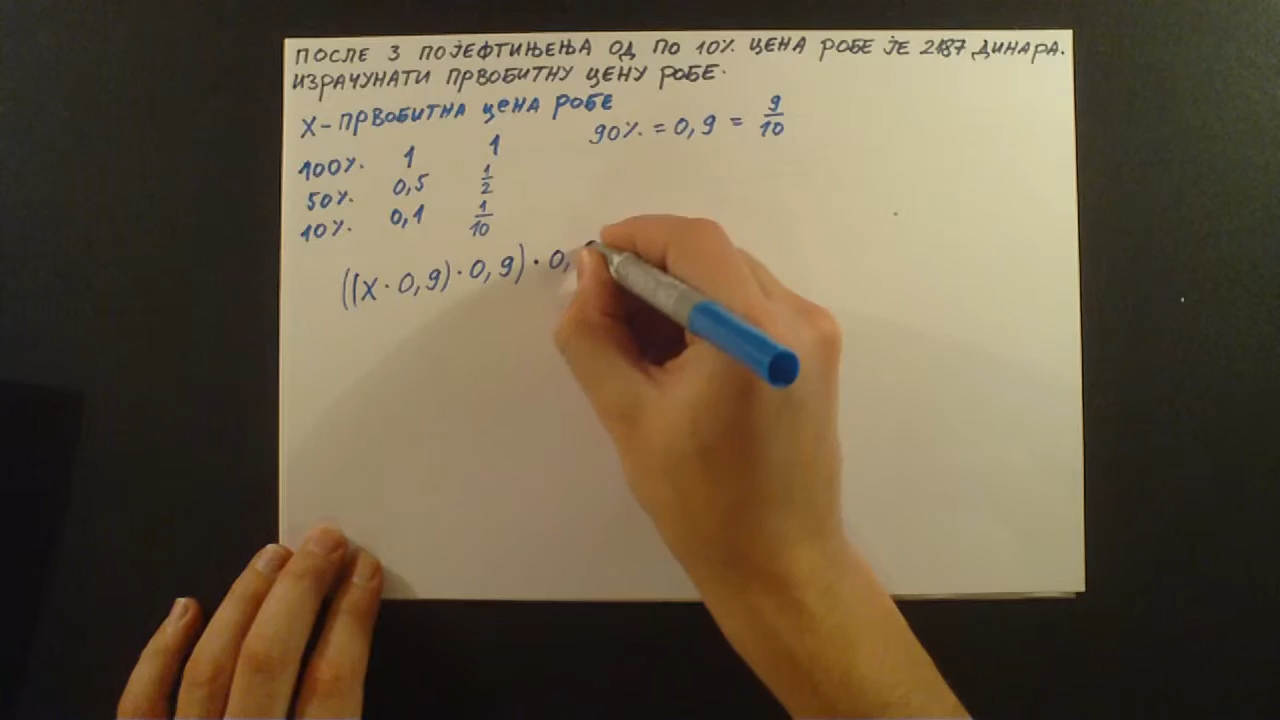 ПОСЛЕ 3 ПОЈЕФТИЊЕЊА ОД ПО 10% ЦЕНА РОБЕ ЈЕ 2187 ДИНАРА.
ИЗРАЧУНАТИ ПРВОБИТНУ ЦЕНУ РОБЕ.
X-ПРВОБИТНА ЦЕНА РОБЕ
90% = 0,9 = 9/10
100% 1 1
50% 0,5 1/2
10% 0,1 1/10
((X · 0,9) · 0,9) · 0,